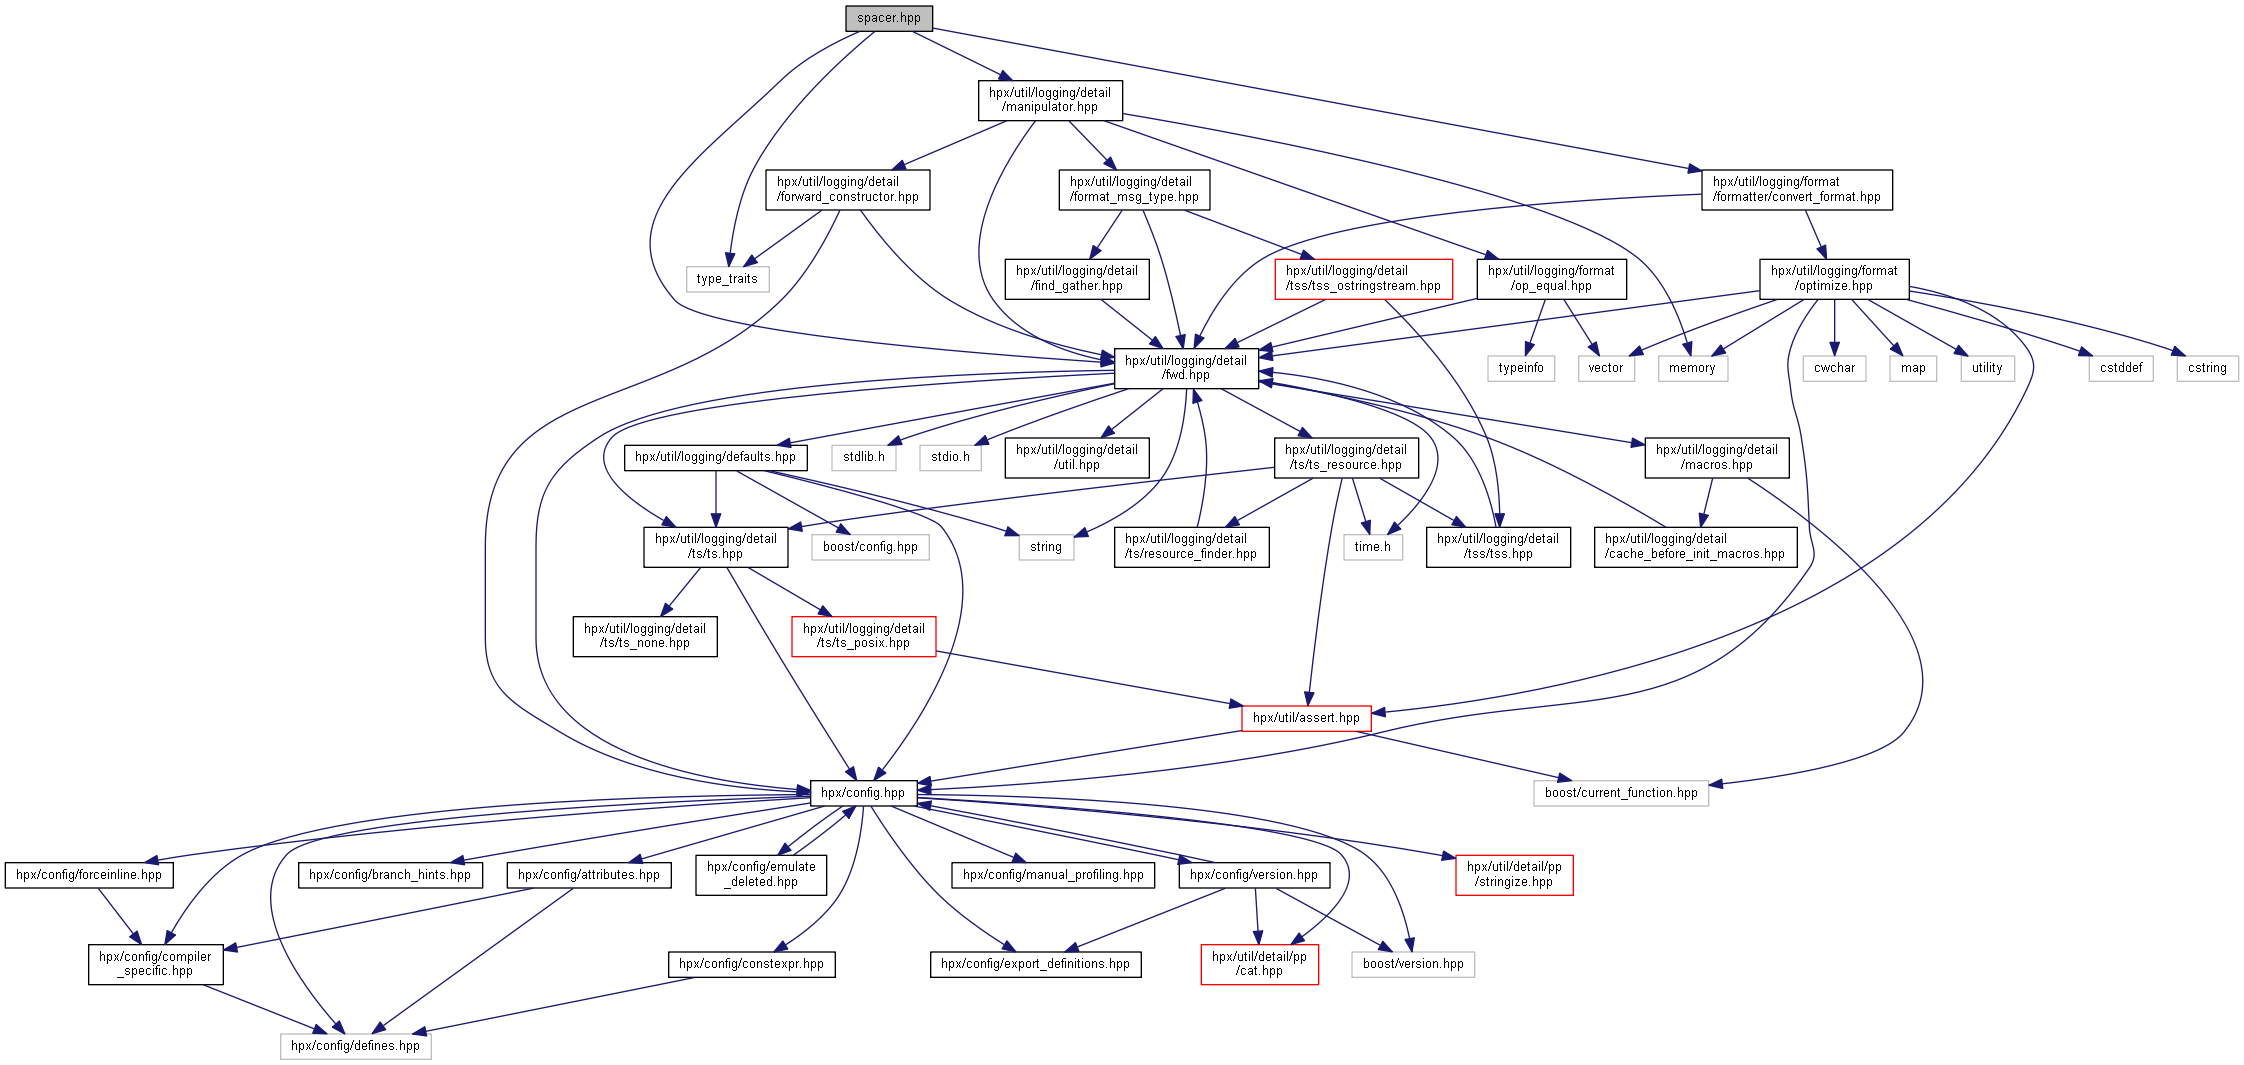 spacer.hpp
hpx/util/logging/detail
/manipulator.hpp
hpx/util/logging/detail
/forward_constructor.hpp
hpx/util/logging/detail
/format_msg_type.hpp
hpx/util/logging/format
/formatter/convert_format.hpp
type_traits
hpx/util/logging/detail
/find_gather.hpp
hpx/util/logging/detail
/tss/tss_ostringstream.hpp
hpx/util/logging/format
/op_equal.hpp
hpx/util/logging/format
/optimize.hpp
hpx/util/logging/detail
/fwd.hpp
typeinfo
vector
memory
cwchar
map
utility
cstddef
cstring
hpx/util/logging/defaults.hpp
stdlib.h
stdio.h
hpx/util/logging/detail
/util.hpp
hpx/util/logging/detail
/ts/ts_resource.hpp
hpx/util/logging/detail
/macros.hpp
hpx/util/logging/detail
/ts/ts.hpp
boost/config.hpp
string
hpx/util/logging/detail
/ts/resource_finder.hpp
time.h
hpx/util/logging/detail
/tss/tss.hpp
hpx/util/logging/detail
/cache_before_init_macros.hpp
hpx/util/logging/detail
/ts/ts_none.hpp
hpx/util/logging/detail
/ts/ts_posix.hpp
hpx/util/assert.hpp
hpx/config.hpp
boost/current_function.hpp
hpx/config/forceinline.hpp
hpx/config/branch_hints.hpp
hpx/config/attributes.hpp
hpx/config/emulate
_deleted.hpp
hpx/config/manual_profiling.hpp
hpx/config/version.hpp
hpx/util/detail/pp
/stringize.hpp
hpx/config/compiler
_specific.hpp
hpx/config/constexpr.hpp
hpx/config/export_definitions.hpp
hpx/util/detail/pp
/cat.hpp
boost/version.hpp
hpx/config/defines.hpp